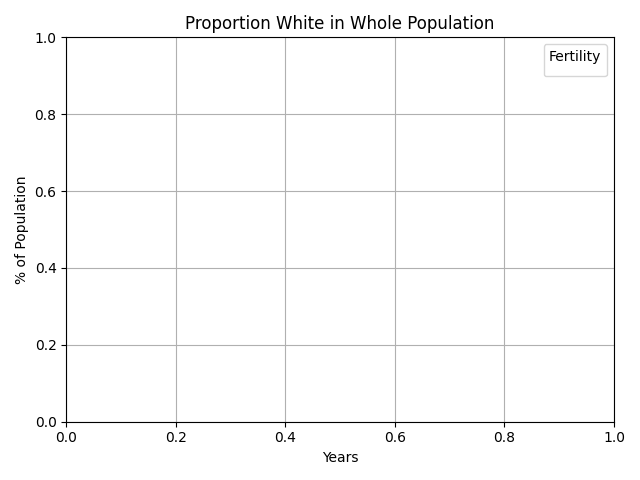 Proportion White in Whole Population
Fertility
% of Population
1.0
0.8
0.6
0.4
0.2
0.0
0.0 0.2 0.4 0.6 0.8 1.0
Years